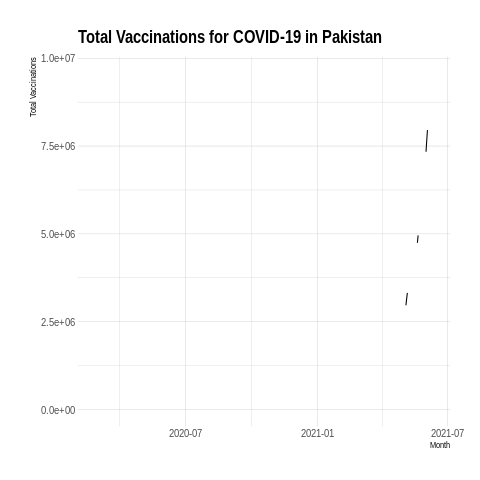 Total Vaccinations for COVID-19 in Pakistan
Total Vaccinations
1.0e+07
7.5e+06
5.0e+06
2.5e+06
0.0e+00
2020-07
2021-01
2021-07
Month